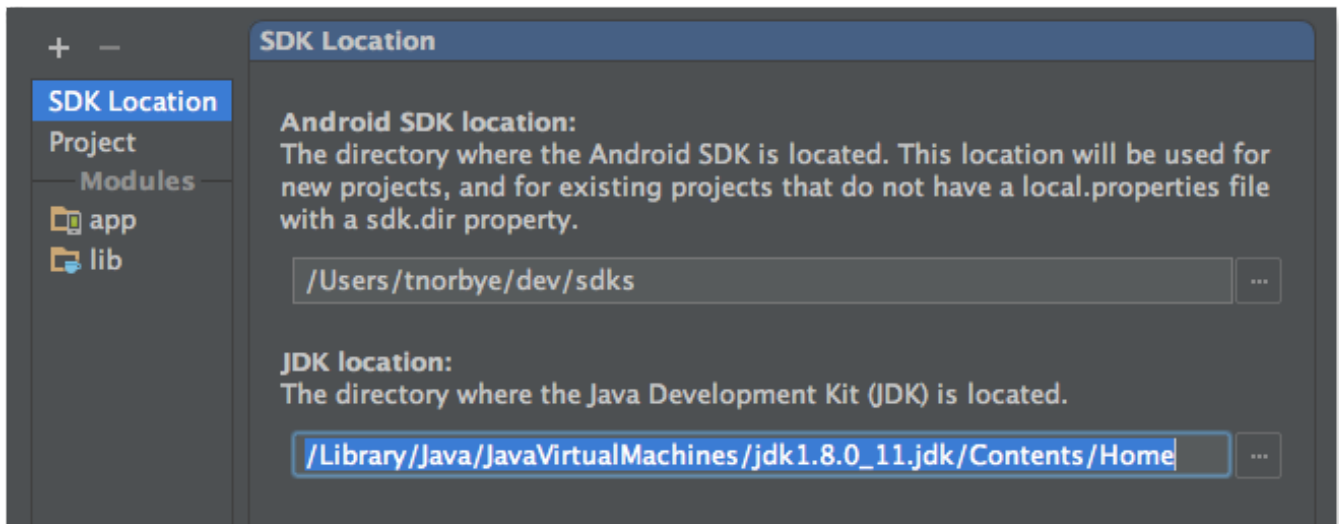 + −
SDK Location
Project
Modules
app
lib
SDK Location
Android SDK location:
The directory where the Android SDK is located. This location will be used for
new projects, and for existing projects that do not have a local.properties file
with a sdk.dir property.
/Users/tnorbye/dev/sdks
...
JDK location:
The directory where the Java Development Kit (JDK) is located.
/Library/Java/JavaVirtualMachines/jdk1.8.0_11.jdk/Contents/Home
...